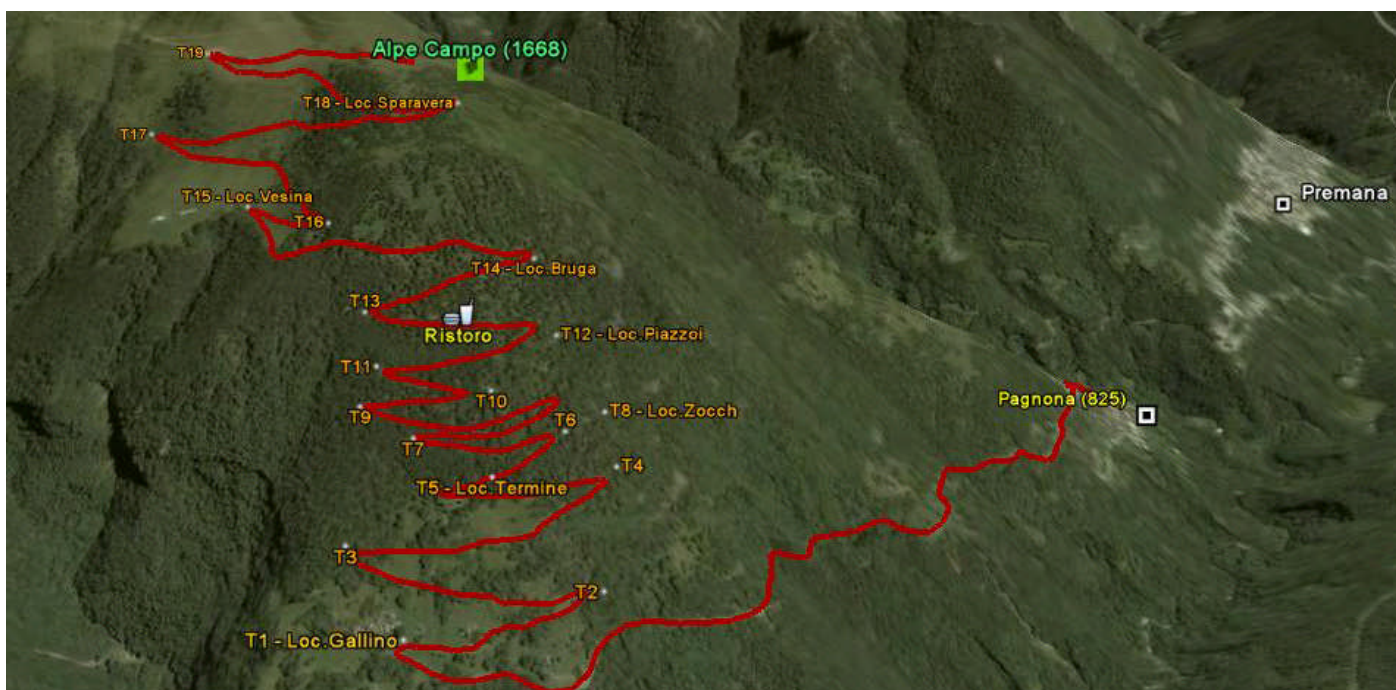 T19
Alpe Campo (1668)
T18 - Loc.Sparavera
T17
T15 - Loc.Vesina
T16
Premana
T14 - Loc.Bruga
T13
Ristoro
T12 - Loc.Piazzoi
T11
T10
T9
T6
T8 - Loc.Zocch
Pagnona (825)
T7
T4
T5 - Loc.Termine
T3
T2
T1 - Loc.Gallino